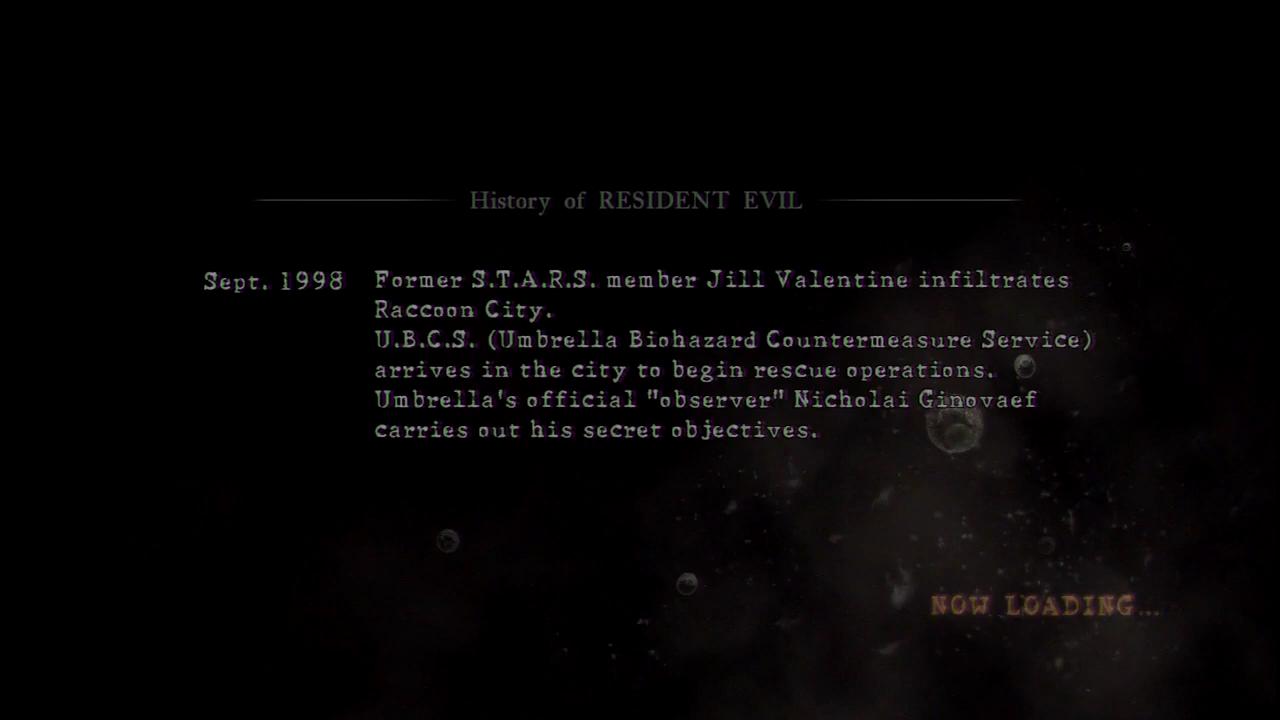 History of RESIDENT EVIL
Sept. 1998 Former S.T.A.R.S. member Jill Valentine infiltrates
Raccoon City.
U.B.C.S. (Umbrella Biohazard Countermeasure Service)
arrives in the city to begin rescue operations.
Umbrella's official "observer" Nicholai Ginovaef
carries out his secret objectives.
NOW LOADING...